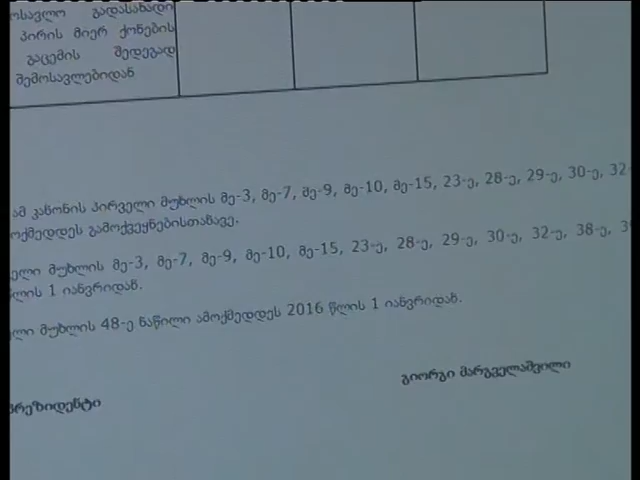 ოსავლო გადასახადი
პირის მიერ ქონების
გაცემის შედეგად
შემოსავლებიდან
ამ კანონის პირველი მუხლის მე-3, მე-7, მე-9, მე-10, მე-15, 23-ე, 28-ე, 29-ე, 30-ე, 32-
ოქმედდეს გამოქვეყნებისთანავე.
ელი მუხლის მე-3, მე-7, მე-9, მე-10, მე-15, 23-ე, 28-ე, 29-ე, 30-ე, 32-ე, 38-ე, 3
ლის 1 იანვრიდან.
ლი მუხლის 48-ე ნაწილი ამოქმედდეს 2016 წლის 1 იანვრიდან.
გიორგი მარგველაშვილი
პრეზიდენტი